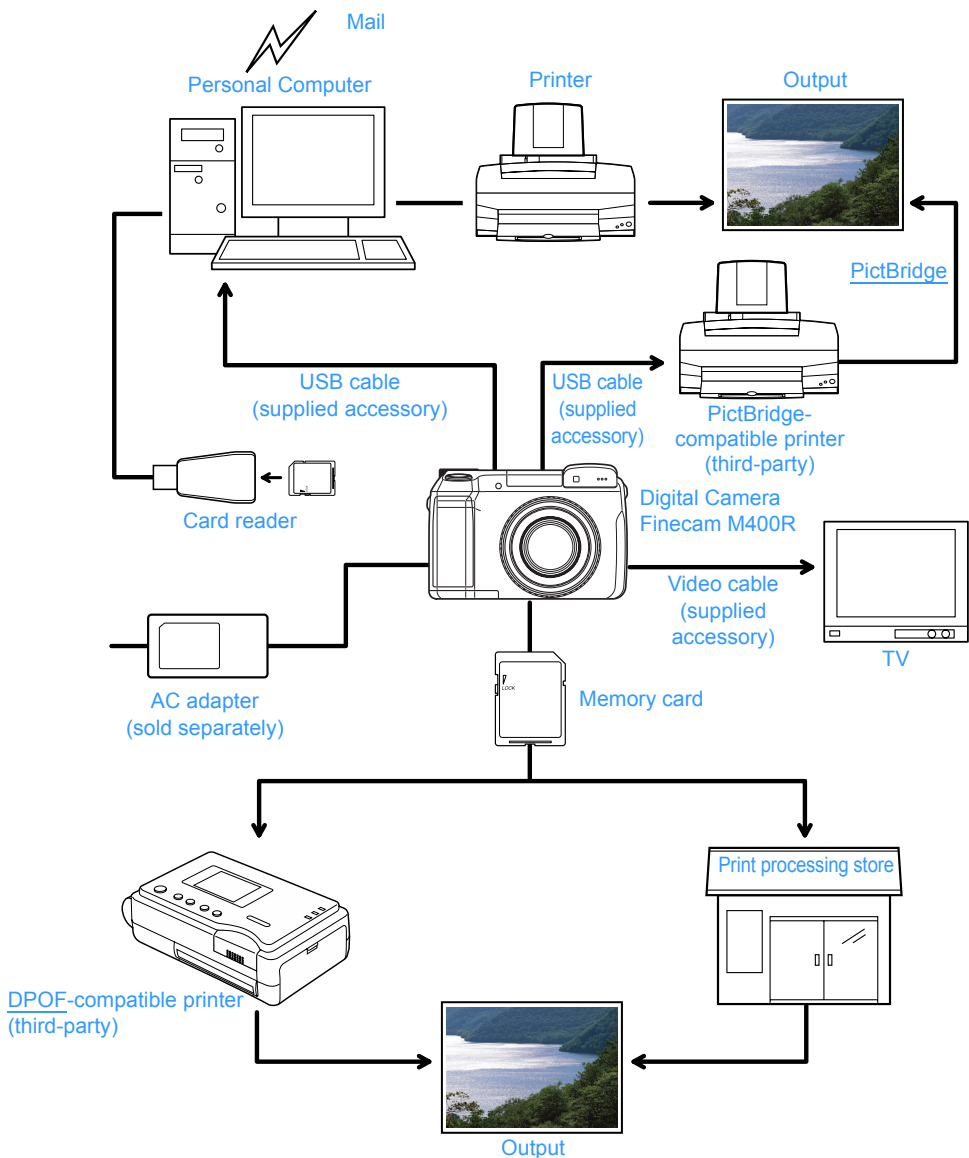 Mail
Personal Computer
Printer
Output
PictBridge
USB cable
(supplied accessory)
USB cable
(supplied
accessory)
PictBridge-
compatible printer
(third-party)
Card reader
Digital Camera
Finecam M400R
Video cable
(supplied
accessory)
TV
AC adapter
(sold separately)
LOCK
Memory card
Print processing store
DPOF-compatible printer
(third-party)
Output